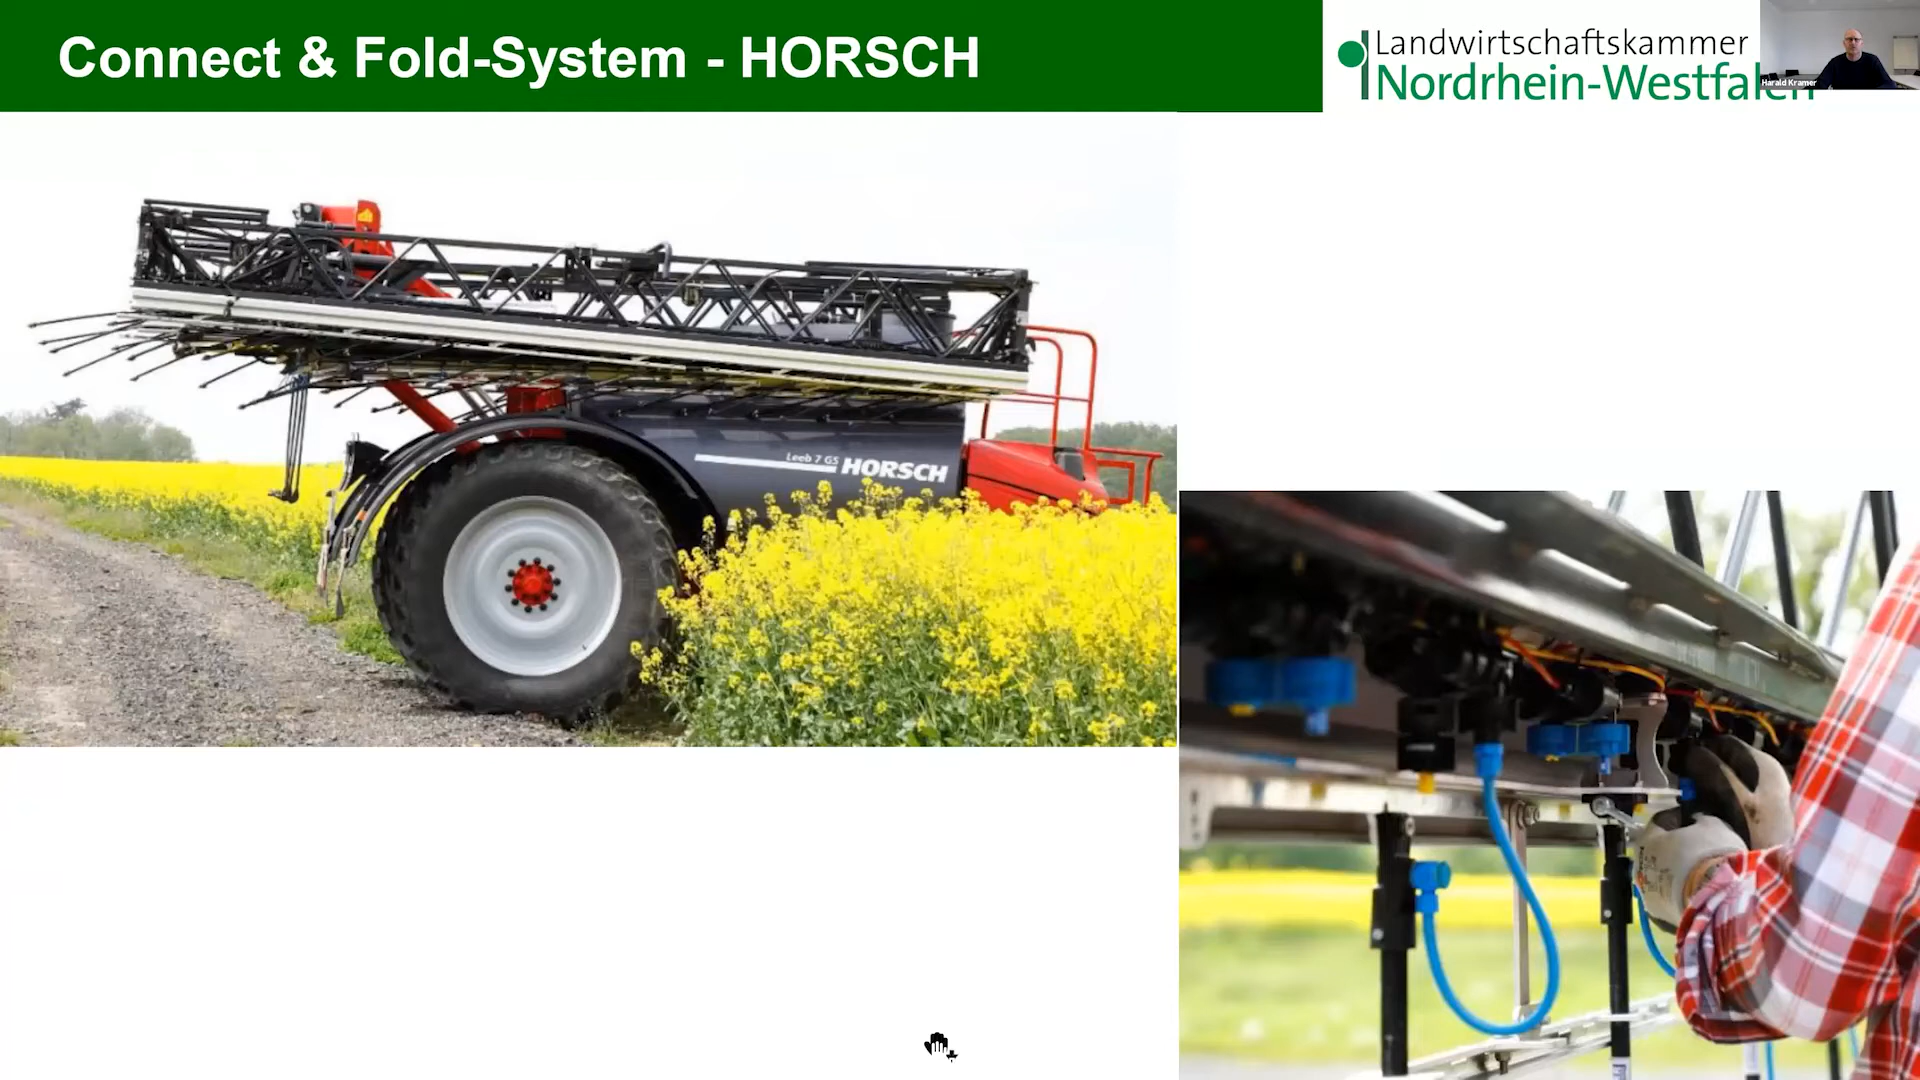 Connect & Fold-System - HORSCH
Landwirtschaftskammer
Nordrhein-Westfalen
Harald Kramer
Leeb 7 GS HORSCH